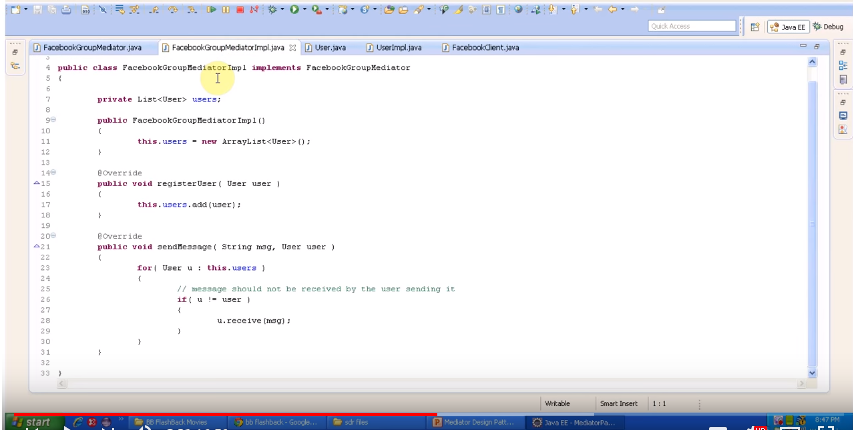 Quick Access
Java EE
Debug
FacebookGroupMediator.java
FacebookGroupMediatorImpl.java
User.java
UserImpl.java
FacebookClient.java
3
4 public class FacebookGroupMediatorImpl implements FacebookGroupMediator
5 {
6
7 private List<User> users;
8
9 public FacebookGroupMediatorImpl()
10 {
11 this.users = new ArrayList<User>();
12 }
13
14 @Override
15 public void registerUser( User user )
16 {
17 this.users.add(user);
18 }
19
20 @Override
21 public void sendMessage( String msg, User user )
22 {
23 for( User u : this.users )
24 {
25 // message should not be received by the user sending it
26 if( u != user )
27 {
28 u.receive(msg);
29 }
30 }
31 }
32
33 }
Writable
Smart Insert
1 : 1
start
BB FlashBack Movies
bb flashback - Google...
sdr files
Mediator Design Patt...
Java EE - MediatorPa...
8:47 PM